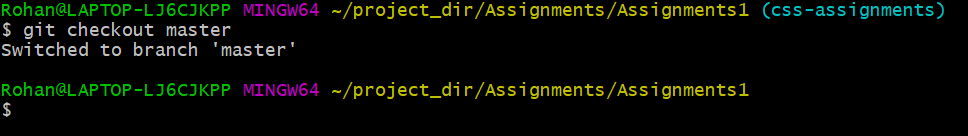 Rohan@LAPTOP-LJ6CJKPP MINGW64 ~/project_dir/Assignments/Assignments1 (css-assignments)
$ git checkout master
Switched to branch 'master'
Rohan@LAPTOP-LJ6CJKPP MINGW64 ~/project_dir/Assignments/Assignments1
$